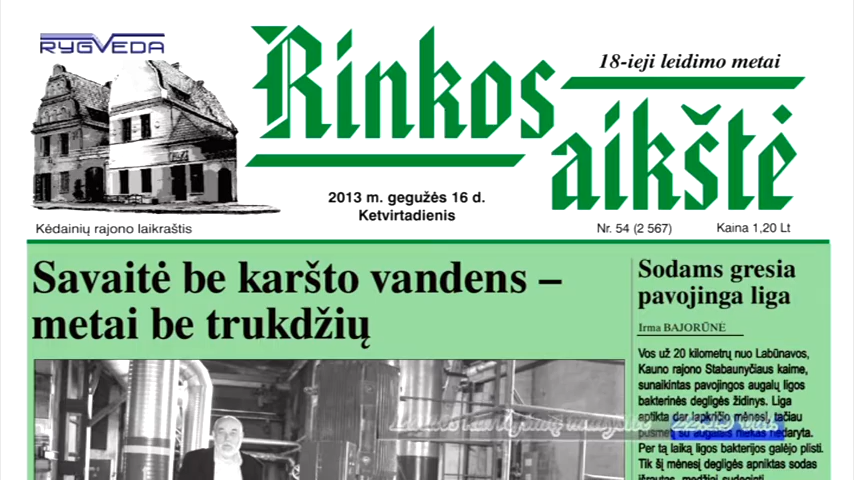 RYGVEDA
Rinkos
aikštė
18-ieji leidimo metai
2013 m. gegužės 16 d.
Ketvirtadienis
Kėdainių rajono laikraštis
Nr. 54 (2 567)
Kaina 1,20 Lt
Savaitė be karšto vandens –
metai be trukdžių
Sodams gresia
pavojinga liga
Irma BAJORŪNĖ
Vos už 20 kilometrų nuo Labūnavos,
Kauno rajono Stabaunyčiaus kaime,
sunaikintas pavojingos augalų ligos
bakterinės degligės židinys. Liga
aptikta dar lapkričio mėnesį, tačiau
pusmetį su augalais niekas nedaryta.
Per tą laiką ligos bakterijos galėjo plisti.
Tik šį mėnesį degligės apniktas sodas